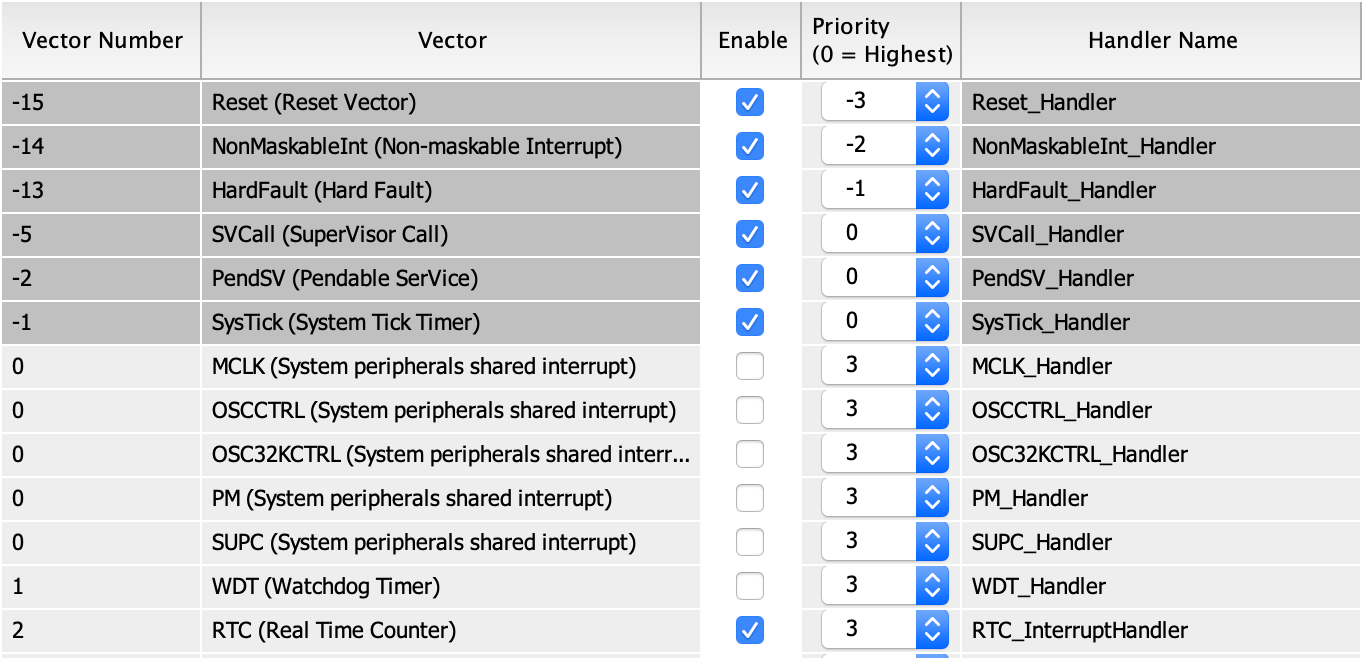 Vector Number Vector Enable Priority
(0 = Highest) Handler Name
-15 Reset (Reset Vector) -3 Reset_Handler
-14 NonMaskableInt (Non-maskable Interrupt) -2 NonMaskableInt_Handler
-13 HardFault (Hard Fault) -1 HardFault_Handler
-5 SVCall (SuperVisor Call) 0 SVCall_Handler
-2 PendSV (Pendable SerVice) 0 PendSV_Handler
-1 SysTick (System Tick Timer) 0 SysTick_Handler
0 MCLK (System peripherals shared interrupt) 3 MCLK_Handler
0 OSCCTRL (System peripherals shared interrupt) 3 OSCCTRL_Handler
0 OSC32KCTRL (System peripherals shared interr... 3 OSC32KCTRL_Handler
0 PM (System peripherals shared interrupt) 3 PM_Handler
0 SUPC (System peripherals shared interrupt) 3 SUPC_Handler
1 WDT (Watchdog Timer) 3 WDT_Handler
2 RTC (Real Time Counter) 3 RTC_InterruptHandler